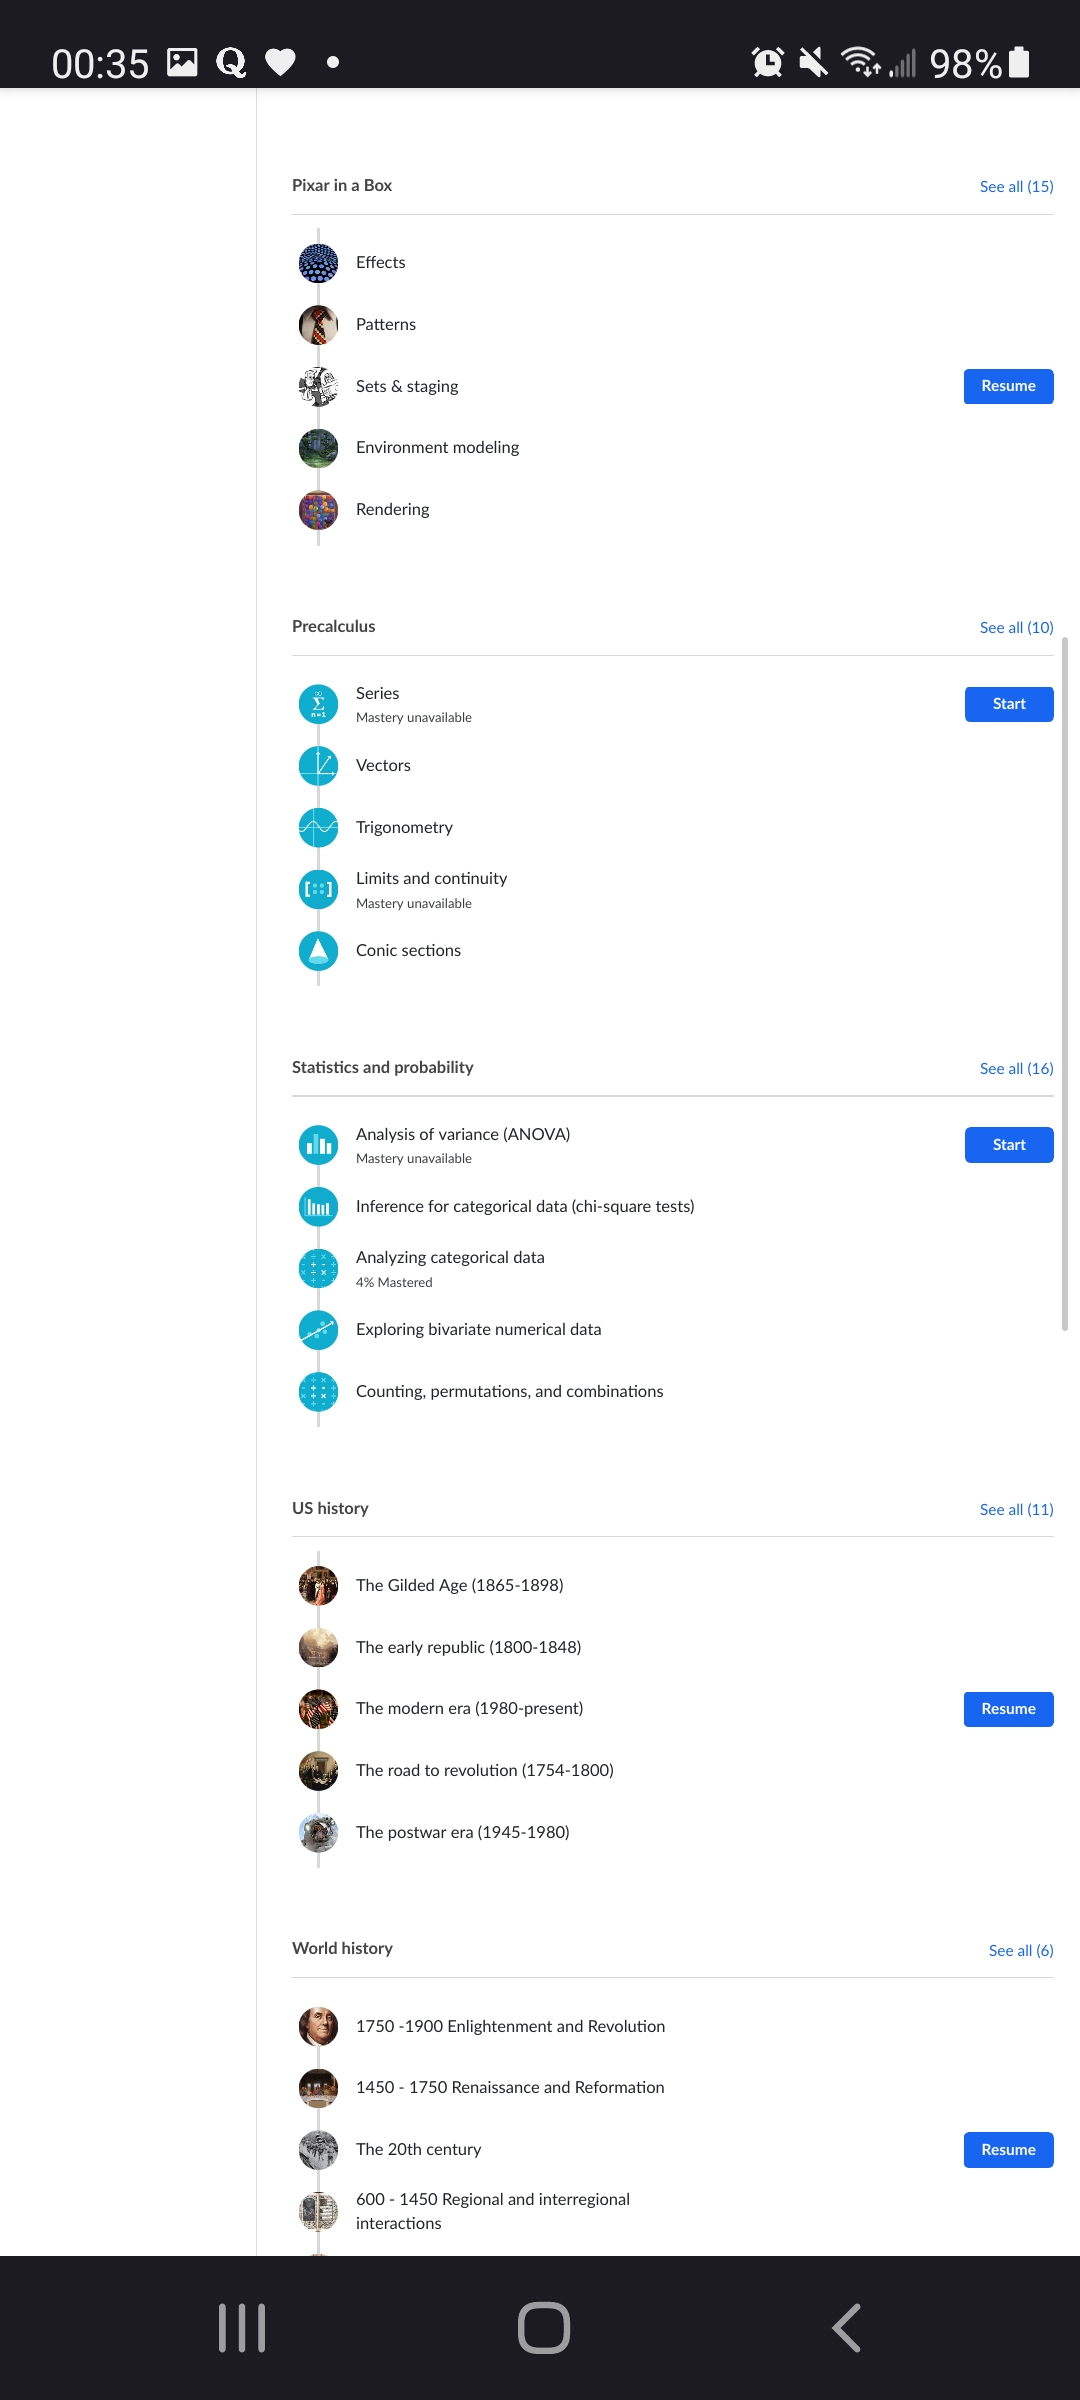 00:35
98%
Pixar in a Box
See all (15)
Effects
Patterns
Sets & staging
Resume
Environment modeling
Rendering
Precalculus
See all (10)
Series
Mastery unavailable
Start
Vectors
Trigonometry
Limits and continuity
Mastery unavailable
Conic sections
Statistics and probability
See all (16)
Analysis of variance (ANOVA)
Mastery unavailable
Start
Inference for categorical data (chi-square tests)
Analyzing categorical data
4% Mastered
Exploring bivariate numerical data
Counting, permutations, and combinations
US history
See all (11)
The Gilded Age (1865-1898)
The early republic (1800-1848)
The modern era (1980-present)
Resume
The road to revolution (1754-1800)
The postwar era (1945-1980)
World history
See all (6)
1750 -1900 Enlightenment and Revolution
1450 - 1750 Renaissance and Reformation
The 20th century
Resume
600 - 1450 Regional and interregional
interactions